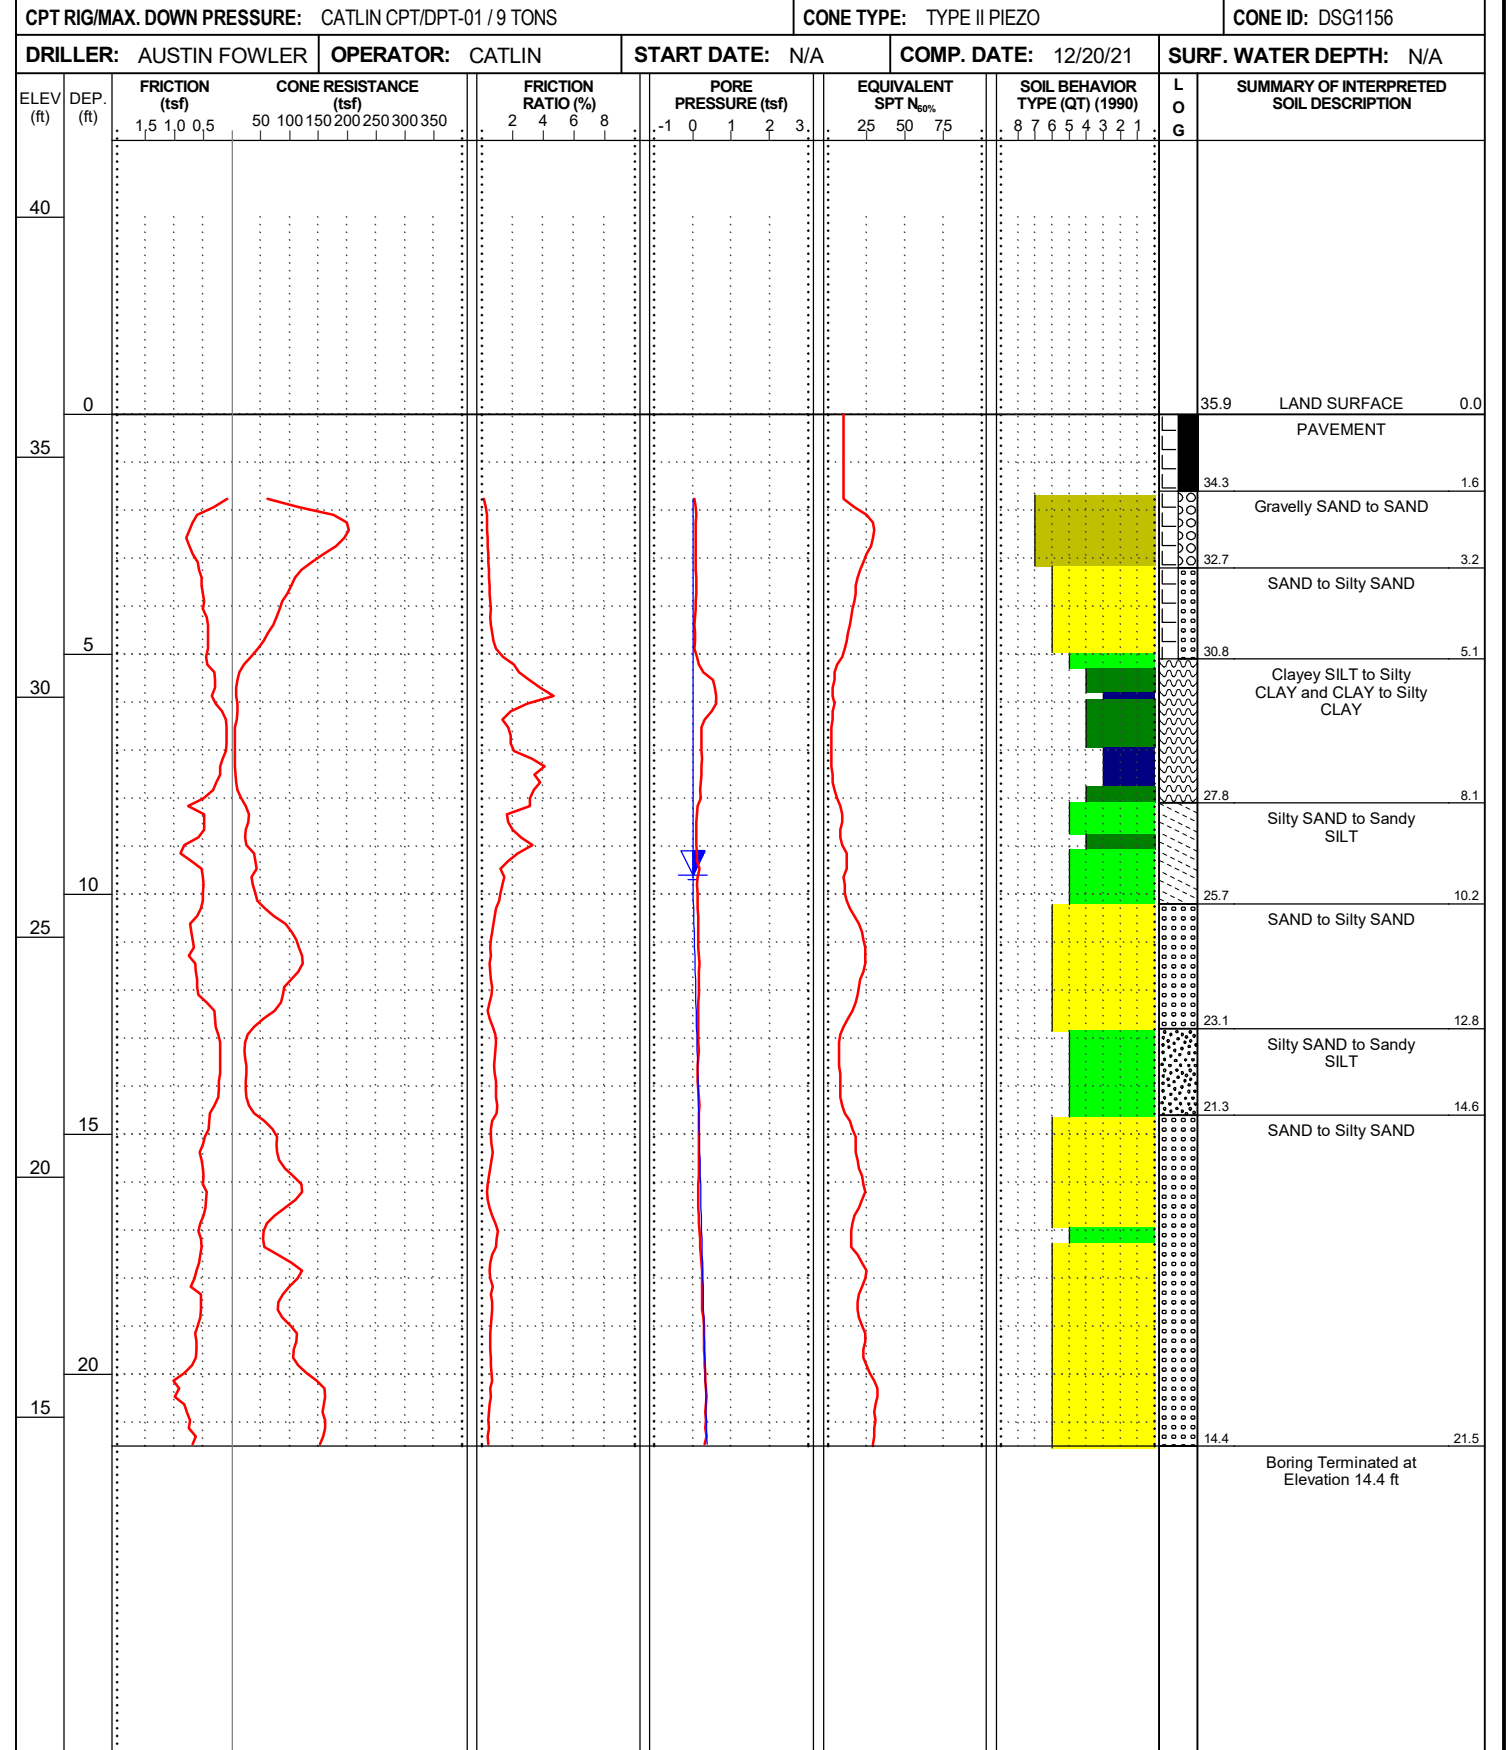 CPT RIG/MAX. DOWN PRESSURE: CATLIN CPT/DPT-01 / 9 TONS CONE TYPE: TYPE II PIEZO CONE ID: DSG1156
DRILLER: AUSTIN FOWLER OPERATOR: CATLIN START DATE: N/A COMP. DATE: 12/20/21 SURF. WATER DEPTH: N/A
ELEV (ft)
DEP. (ft)
FRICTION (tsf)
1.5 1.0 0.5
CONE RESISTANCE (tsf)
50 100 150 200 250 300 350
FRICTION RATIO (%)
2 4 6 8
PORE PRESSURE (tsf)
-1 0 1 2 3
EQUIVALENT SPT N60%
25 50 75
SOIL BEHAVIOR TYPE (QT) (1990)
8 7 6 5 4 3 2 1
L
O
G
SUMMARY OF INTERPRETED SOIL DESCRIPTION
40
0
35.9 LAND SURFACE 0.0
PAVEMENT
35
34.3 1.6
Gravelly SAND to SAND
32.7 3.2
SAND to Silty SAND
5
30.8 5.1
Clayey SILT to Silty
CLAY and CLAY to Silty
CLAY
30
27.8 8.1
Silty SAND to Sandy
SILT
10
25.7 10.2
SAND to Silty SAND
25
23.1 12.8
Silty SAND to Sandy
SILT
21.3 14.6
15
SAND to Silty SAND
20
20
15
14.4 21.5
Boring Terminated at
Elevation 14.4 ft